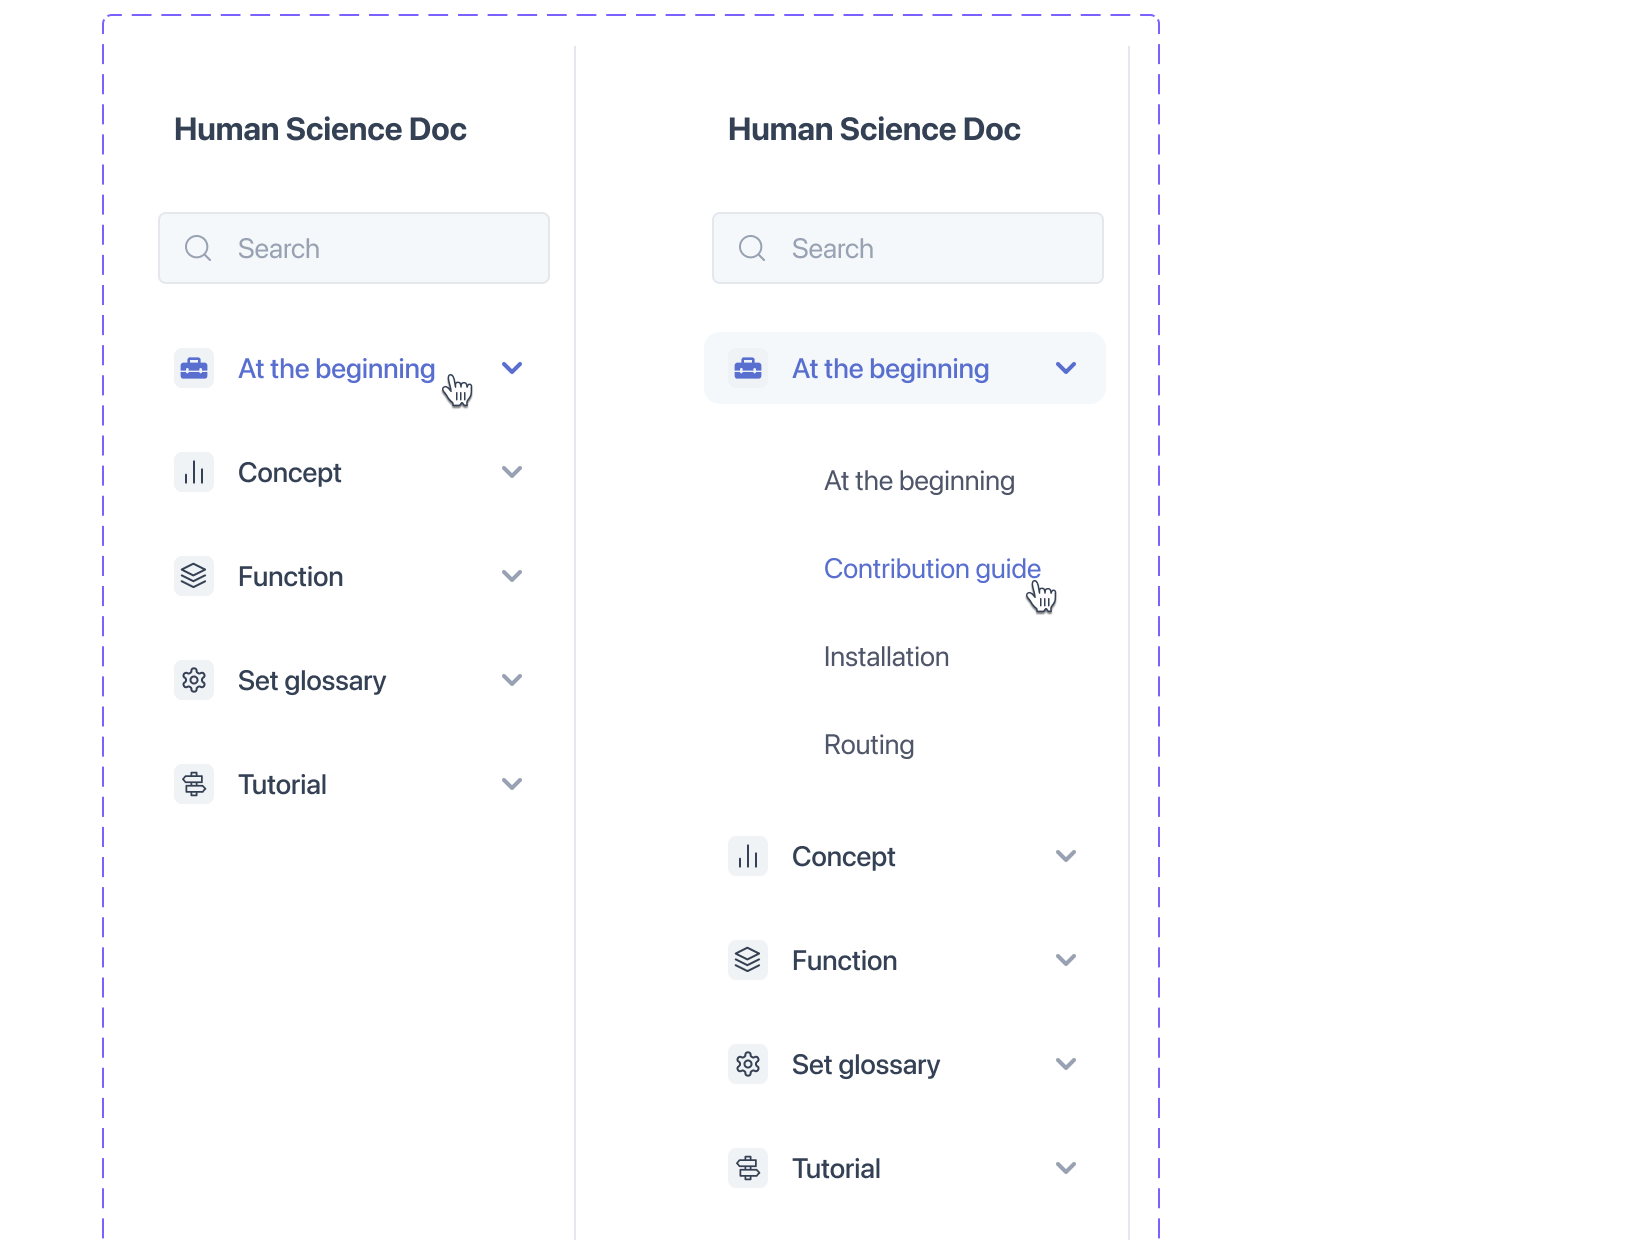 Human Science Doc
Search
At the beginning
Concept
Function
Set glossary
Tutorial
Human Science Doc
Search
At the beginning
At the beginning
Contribution guide
Installation
Routing
Concept
Function
Set glossary
Tutorial